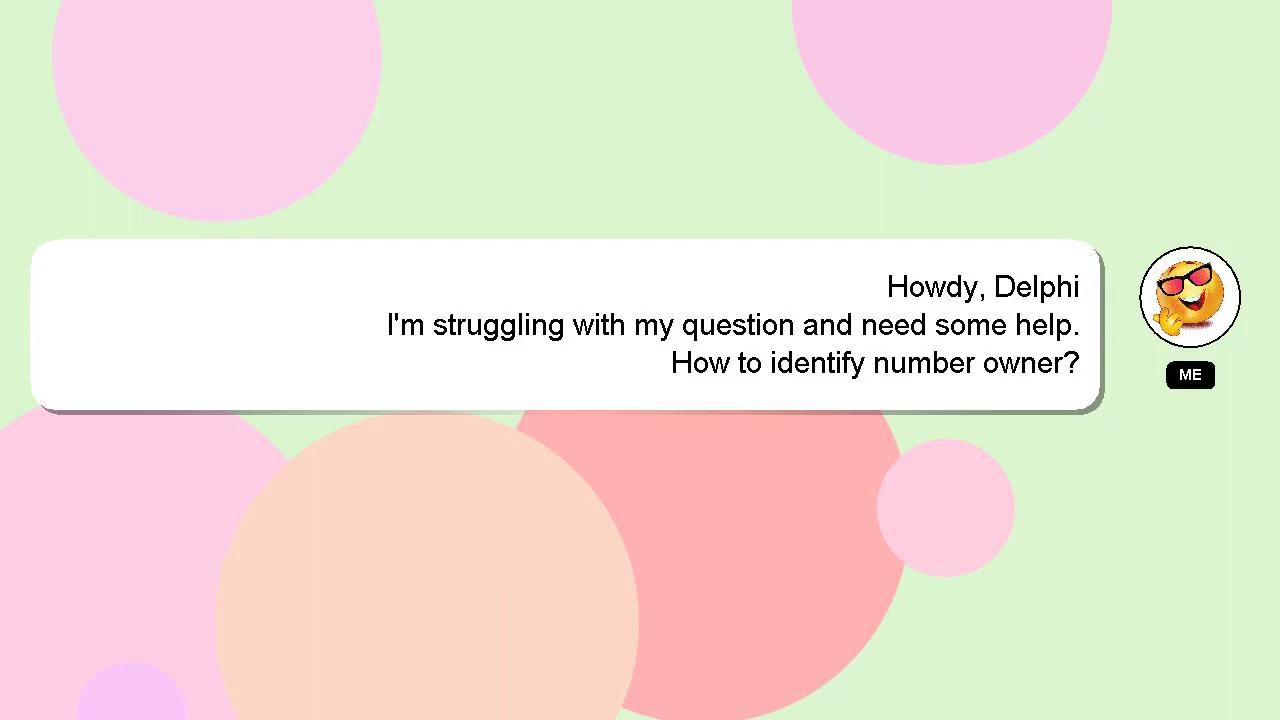 Howdy, Delphi
I'm struggling with my question and need some help.
How to identify number owner?
ME